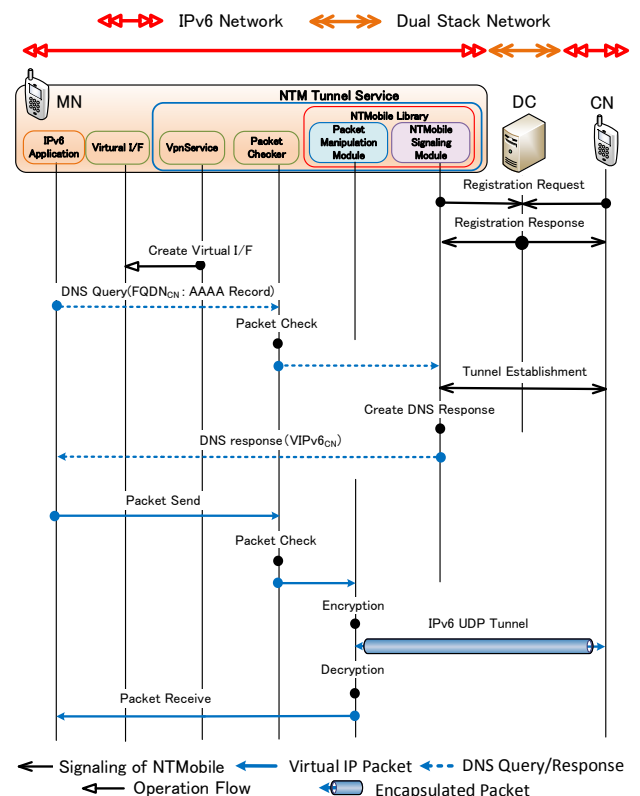 IPv6 Network Dual Stack Network
MN
NTM Tunnel Service
DC
CN
NTMobile Library
IPv6
Application
Virtural I/F
VpnService
Packet
Checker
Packet
Manipulation
Module
NTMobile
Signaling
Module
Registration Request
Registration Response
Create Virtual I/F
DNS Query(FQDNCN: AAAA Record)
Packet Check
Tunnel Establishment
Create DNS Response
DNS response(VIPv6CN)
Packet Send
Packet Check
Encryption
IPv6 UDP Tunnel
Decryption
Packet Receive
Signaling of NTMobile Virtual IP Packet DNS Query/Response
Operation Flow Encapsulated Packet